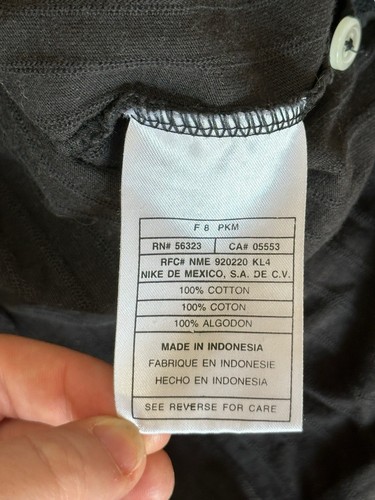 F 8 PKM
RN# 56323 CA# 05553
RFC# NME 920220 KL4
NIKE DE MEXICO, S.A. DE C.V.
100% COTTON
100% COTON
100% ALGODON
MADE IN INDONESIA
FABRIQUE EN INDONESIE
HECHO EN INDONESIA
SEE REVERSE FOR CARE